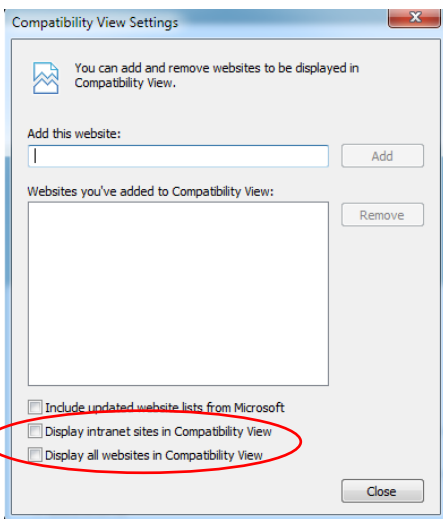 Compatibility View Settings
You can add and remove websites to be displayed in
Compatibility View.
Add this website:
Add
Websites you've added to Compatibility View:
Remove
Include updated website lists from Microsoft
Display intranet sites in Compatibility View
Display all websites in Compatibility View
Close